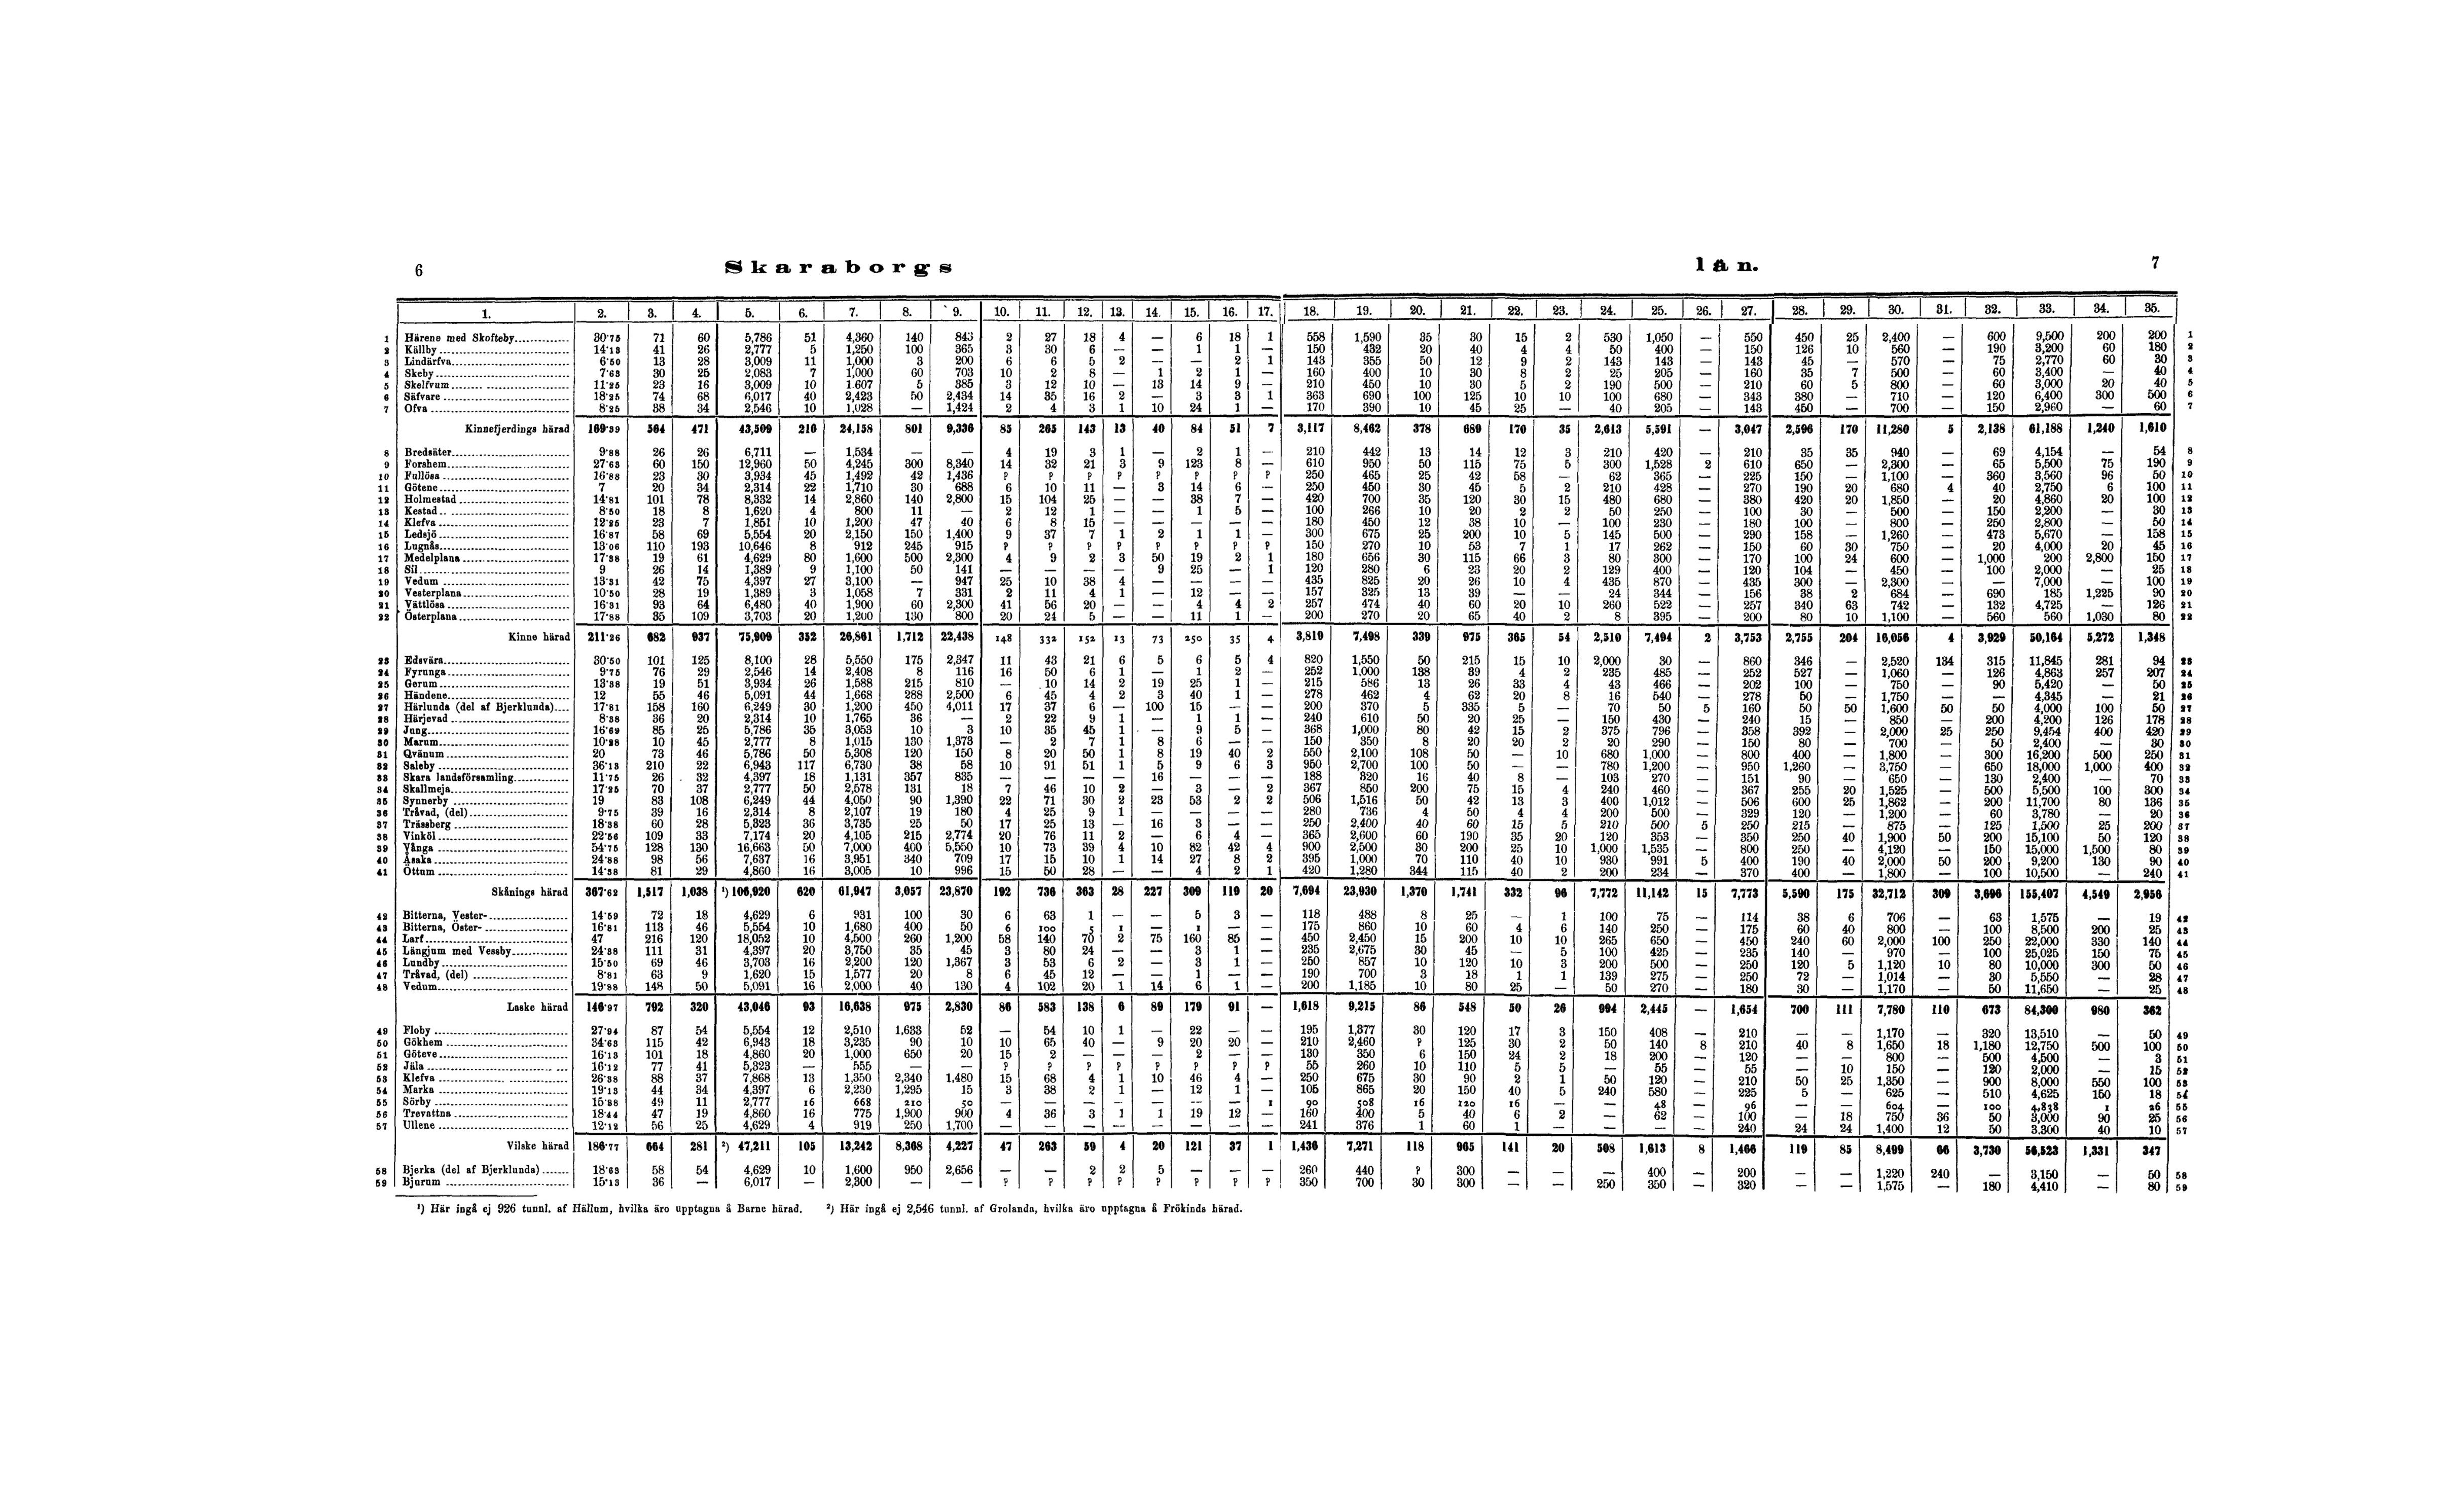 6 Skaraborgs län. 7
1. 2. 3. 4. 5. 6. 7. 8. 9. 10. 11. 12. 13. 14. 15. 16. 17. 18. 19. 20. 21. 22. 23. 24. 25. 26. 27. 28. 29. 30. 31. 32. 33. 34. 35.
1 Härene med Skofteby 30·75 71 60 5,786 51 4,360 140 843 2 27 18 4 — 6 18 1 558 1,590 35 30 15 2 530 1,050 — 550 450 25 2,400 — 600 9,500 200 200 1
2 Källby 14·13 41 26 2,777 5 1,250 100 365 3 30 6 — — 1 1 — 150 432 20 40 4 4 50 400 — 150 126 10 560 — 190 3,200 60 180 2
3 Lindärfva 6·50 13 28 3,009 11 1,000 3 200 6 6 5 2 — — 2 1 143 355 50 12 9 2 143 143 — 143 45 — 570 — 75 2,770 60 30 3
4 Skeby 7·63 30 25 2,083 7 1,000 60 703 10 2 8 — 1 2 1 — 160 400 10 30 8 2 25 205 — 160 35 7 500 — 60 3,400 — 40 4
5 Skelfvum 11·25 23 16 3,009 10 1.607 5 385 3 12 10 — 13 14 9 — 210 450 10 30 5 2 190 500 — 210 60 5 800 — 60 3,000 20 40 5
6 Säfvare 18·25 74 68 6,017 40 2,423 50 2,434 14 35 16 2 — 3 3 1 363 690 100 125 10 10 100 680 — 343 380 — 710 — 120 6,400 300 500 6
7 Ofva 8·25 38 34 2,546 10 1,028 — 1,424 2 4 3 1 10 24 1 — 170 390 10 45 25 — 40 205 — 143 450 — 700 — 150 2,960 — 60 7
Kinnefjerdings härad 169·39 564 471 43,509 216 24,158 801 9,336 85 265 143 13 40 84 51 7 3,117 8,462 378 689 170 35 2,613 5,591 — 3,047 2,596 170 11,280 5 2,138 61,188 1,240 1,610
8 Bredsäter 9·88 26 26 6,711 — 1,534 — — 4 19 3 1 — 2 1 — 210 442 13 14 12 3 210 420 — 210 35 35 940 — 69 4,154 — 54 8
9 Forshem 27·63 60 150 12,960 50 4,245 300 8,340 14 32 21 3 9 123 8 — 610 950 50 115 75 5 300 1,528 2 610 650 — 2,300 — 65 5,500 75 190 9
10 Fullösa 16·88 23 30 3,934 45 1,492 42 1,436 ? ? ? ? ? ? ? ? 250 465 25 42 58 — 62 365 — 225 150 — 1,100 — 360 3,560 96 50 10
11 Götene 7 20 34 2,314 22 1,710 30 688 6 10 11 — 3 14 6 — 250 450 30 45 5 2 210 428 — 270 190 20 680 4 40 2,750 6 100 11
12 Holmestad 14·81 101 78 8,332 14 2,860 140 2,800 15 104 25 — — 38 7 — 420 700 35 120 30 15 480 680 — 380 420 20 1,850 — 20 4,860 20 100 12
13 Kestad 8·50 18 8 1,620 4 800 11 — 2 12 1 — — 1 5 — 100 266 10 20 2 2 50 250 — 100 30 — 500 — 150 2,200 — 30 13
14 Klefva 12·25 23 7 1,851 10 1,200 47 40 6 8 15 — — — — — 180 450 12 38 10 — 100 230 — 180 100 — 800 — 250 2,800 — 50 14
15 Ledsjö 16·87 58 69 5,554 20 2,150 150 1,400 9 37 7 1 2 1 1 — 300 675 25 200 10 5 145 500 — 290 158 — 1,260 — 473 5,670 — 158 15
16 Lugnås 13·06 110 193 10,646 8 912 245 915 ? ? ? ? ? ? ? ? 150 270 10 53 7 1 17 262 — 150 60 30 750 — 20 4,000 20 45 16
17 Medelplana 17·38 19 61 4,629 80 1,600 500 2,300 4 9 2 3 50 19 2 1 180 656 30 115 66 3 80 300 — 170 100 24 600 — 1,000 200 2,800 150 17
18 Sil 9 26 14 1,389 9 1,100 50 141 — — — — 9 25 — 1 120 280 6 23 20 2 129 400 — 120 104 — 450 — 100 2,000 — 25 18
19 Vedum 13·31 42 75 4,397 27 3,100 — 947 25 10 38 4 — — — — 435 825 20 26 10 4 435 870 — 435 300 — 2,300 — — 7,000 — 100 19
20 Vesterplana 10·50 28 19 1,389 3 1,058 7 331 2 11 4 1 — 12 — — 157 325 13 39 — — 24 344 — 156 38 2 684 — 690 185 1,225 90 20
21 Vättlösa 16·31 93 64 6,480 40 1,900 60 2,300 41 56 20 — — 4 4 2 257 474 40 60 20 10 260 522 — 257 340 63 742 — 132 4,725 — 126 21
22 Österplana 17·88 35 109 3,703 20 1,200 130 800 20 24 5 — — 11 1 — 200 270 20 65 40 2 8 395 — 200 80 10 1,100 — 560 560 1,030 80 22
Kinne härad 211·26 682 937 75,909 352 26,861 1,712 22,438 148 332 152 13 73 250 35 4 3,819 7,498 339 975 365 54 2,510 7,494 2 3,753 2,755 204 16,056 4 3,929 50,164 5,272 1,348
23 Edsvära 30·50 101 125 8,100 28 5,550 175 2,347 11 43 21 6 5 6 5 4 820 1,550 50 215 15 10 2,000 30 — 860 346 — 2,520 134 315 11,845 281 94 23
24 Fyrunga 9·75 76 29 2,546 14 2,408 8 116 16 50 6 1 — 1 2 — 252 1,000 138 39 4 2 235 485 — 252 527 — 1,060 — 126 4,863 257 207 24
25 Gerum 13·38 19 51 3,934 26 1,588 215 810 — 10 14 2 19 25 1 — 215 586 13 26 33 4 43 466 — 202 100 — 750 — 90 5,420 — 50 25
26 Händene 12 55 46 5,091 44 1,668 288 2,500 6 45 4 2 3 40 1 — 278 462 4 62 20 8 16 540 — 278 50 — 1,750 — — 4,345 — 21 26
27 Härlunda (del af Bjerklunda) 17·81 158 160 6,249 30 1,200 450 4,011 17 37 6 — 100 15 — — 200 370 5 335 5 — 70 50 5 160 50 50 1,600 50 50 4,000 100 50 27
28 Härjevad 8·38 36 20 2,314 10 1,765 36 — 2 22 9 1 — 1 1 — 240 610 50 20 25 — 150 430 — 240 15 — 850 — 200 4,200 126 178 28
29 Jung 16·69 85 25 5,786 35 3,053 10 3 10 35 45 1 — 9 5 — 368 1,000 80 42 15 2 375 796 — 358 392 — 2,000 25 250 9,454 400 420 29
30 Marum 10·28 10 45 2,777 8 1,015 130 1,373 — 2 7 1 8 6 — — 150 350 8 20 20 2 20 290 — 150 80 — 700 — 50 2,400 — 30 30
31 Qvänum 20 73 46 5,786 50 5,308 120 150 8 20 50 1 8 19 40 2 550 2,100 108 50 — 10 680 1,000 — 800 400 — 1,800 — 300 16,200 500 250 31
32 Saleby 36·13 210 22 6,943 117 6,730 38 58 10 91 51 1 5 9 6 3 950 2,700 100 50 — — 780 1,200 — 950 1,260 — 3,750 — 650 18,000 1,000 400 32
33 Skara landsförsamling 11·75 26 32 4,397 18 1,131 357 835 — — — — 16 — — — 188 320 16 40 8 — 103 270 — 151 90 — 650 — 130 2,400 — 70 33
34 Skallmeja 17·25 70 37 2,777 50 2,578 131 18 7 46 10 2 — 3 — 2 367 850 200 75 15 4 240 460 — 367 255 20 1,525 — 500 5,500 100 300 34
35 Synnerby 19 83 108 6,249 44 4,050 90 1,390 22 71 30 2 23 53 2 2 506 1,516 50 42 13 3 400 1,012 — 506 600 25 1,862 — 200 11,700 80 136 35
36 Tråvad, (del) 9·75 39 16 2,314 8 2,107 19 180 4 25 9 1 — — — — 280 736 4 50 4 4 200 500 — 329 120 — 1,200 — 60 3,780 — 20 36
37 Trässberg 18·38 60 28 5,323 36 3,735 25 50 17 25 13 — 16 3 — — 250 2,400 40 60 15 5 210 500 5 250 215 — 875 — 125 1,500 25 200 37
38 Vinköl 22·56 109 33 7,174 20 4,105 215 2,774 20 76 11 2 — 6 4 — 365 2,600 60 190 35 20 120 353 — 350 250 40 1,900 50 200 15,100 50 120 38
39 Vånga 54·75 128 130 16,663 50 7,000 400 5,550 10 73 39 4 10 82 42 4 900 2,500 30 200 25 10 1,000 1,535 — 800 250 — 4,120 — 150 15,000 1,500 80 39
40 Åsaka 24·88 98 56 7,637 16 3,951 340 709 17 15 10 1 14 27 8 2 395 1,000 70 110 40 10 930 991 5 400 190 40 2,000 50 200 9,200 130 90 40
41 Öttum 14·38 81 29 4,860 16 3,005 10 996 15 50 28 — — 4 2 1 420 1,280 344 115 40 2 200 234 — 370 400 — 1,800 — 100 10,500 — 240 41
Skånings härad 367·62 1,517 1,038 ¹) 106,920 620 61,947 3,057 23,870 192 736 363 28 227 309 119 20 7,694 23,930 1,370 1,741 332 96 7,772 11,142 15 7,773 5,590 175 32,712 309 3,696 155,407 4,549 2,956
42 Bitterna, Vester- 14·59 72 18 4,629 6 931 100 30 6 63 1 — — 5 3 — 118 488 8 25 — 1 100 75 — 114 38 6 706 — 63 1,575 — 19 42
43 Bitterna, Öster- 16·81 113 46 5,554 10 1,680 400 50 6 100 5 1 — 1 — — 175 860 10 60 4 6 140 250 — 175 60 40 800 — 100 8,500 200 25 43
44 Larf 47 216 120 18,052 10 4,500 260 1,200 58 140 70 2 75 160 85 — 450 2,450 15 200 10 10 265 650 — 450 240 60 2,000 100 250 22,000 330 140 44
45 Längjum med Vessby 24·38 111 31 4,397 20 3,750 35 45 3 80 24 — — 3 1 — 235 2,675 30 45 — 5 100 425 — 235 140 — 970 — 100 25,025 150 75 45
46 Lundby 15·50 69 46 3,703 16 2,200 120 1,367 3 53 6 2 — 3 1 — 250 857 10 120 10 3 200 500 — 250 120 5 1,120 10 80 10,000 300 50 46
47 Tråvad, (del) 8·81 63 9 1,620 15 1,577 20 8 6 45 12 — — 1 — — 190 700 3 18 1 1 139 275 — 250 72 — 1,014 — 30 5,550 — 28 47
48 Vedum 19·88 148 50 5,091 16 2,000 40 130 4 102 20 1 14 6 1 — 200 1,185 10 80 25 — 50 270 — 180 30 — 1,170 — 50 11,650 — 25 48
Laske härad 146·97 792 320 43,046 93 16,638 975 2,830 86 583 138 6 89 179 91 — 1,618 9,215 86 548 50 26 994 2,445 — 1,654 700 111 7,780 110 673 84,300 980 362
49 Floby 27·94 87 54 5,554 12 2,510 1,633 52 — 54 10 1 — 22 — — 195 1,377 30 120 17 3 150 408 — 210 — — 1,170 — 320 13,510 — 50 49
50 Gökhem 34·63 115 42 6,943 18 3,235 90 10 10 65 40 — 9 20 20 — 210 2,460 ? 125 30 2 50 140 8 210 40 8 1,650 18 1,180 12,750 500 100 50
51 Göteve 16·13 101 18 4,860 20 1,000 650 20 15 2 — — — 2 — — 130 350 6 150 24 2 18 200 — 120 — — 800 — 500 4,500 — 3 51
52 Jäla 16·12 77 41 5,323 — 555 — — ? ? ? ? ? ? ? ? 55 260 10 110 5 5 — 55 — 55 — 10 150 — 120 2,000 — 15 52
53 Klefva 26·38 88 37 7,868 13 1,350 2,340 1,480 15 68 4 1 10 46 4 — 250 675 30 90 2 1 50 120 — 210 50 25 1,350 — 900 8,000 550 100 53
54 Marka 19·13 44 34 4,397 6 2,230 1,295 15 3 38 2 1 — 12 1 — 105 865 20 150 40 5 240 580 — 225 5 — 625 — 510 4,625 150 18 54
55 Sörby 15·88 49 11 2,777 16 668 210 50 — — — — — — — 1 90 508 16 120 16 — — 48 — 96 — — 604 — 100 4,838 1 26 55
56 Trevattna 18·44 47 19 4,860 16 775 1,900 900 4 36 3 1 1 19 12 — 160 400 5 40 6 2 — 62 — 100 — 18 750 36 50 3,000 90 25 56
57 Ullene 12·12 56 25 4,629 4 919 250 1,700 — — — — — — — — 241 376 1 60 1 — — — — 240 24 24 1,400 12 50 3.300 40 10 57
Vilske härad 186·77 664 281 ²) 47,211 105 13,242 8,368 4,227 47 263 59 4 20 121 37 1 1,436 7,271 118 965 141 20 508 1,613 8 1,466 119 85 8,499 66 3,730 56,523 1,331 347
58 Bjerka (del af Bjerklunda) 18·63 58 54 4,629 10 1,600 950 2,656 — — 2 2 5 — — — 260 440 ? 300 — — — 400 — 200 — — 1,220 240 — 3,150 — 50 58
59 Bjurum 15·13 36 — 6,017 — 2,300 — — ? ? ? ? ? ? ? ? 350 700 30 300 — — 250 350 — 320 — — 1,575 — 180 4,410 — 80 59
¹) Här ingå ej 926 tunnl. af Hällum, hvilka äro upptagna å Barne härad. ²) Här ingå ej 2,546 tunnl. af Grolanda, hvilka äro upptagna å Frökinds härad.